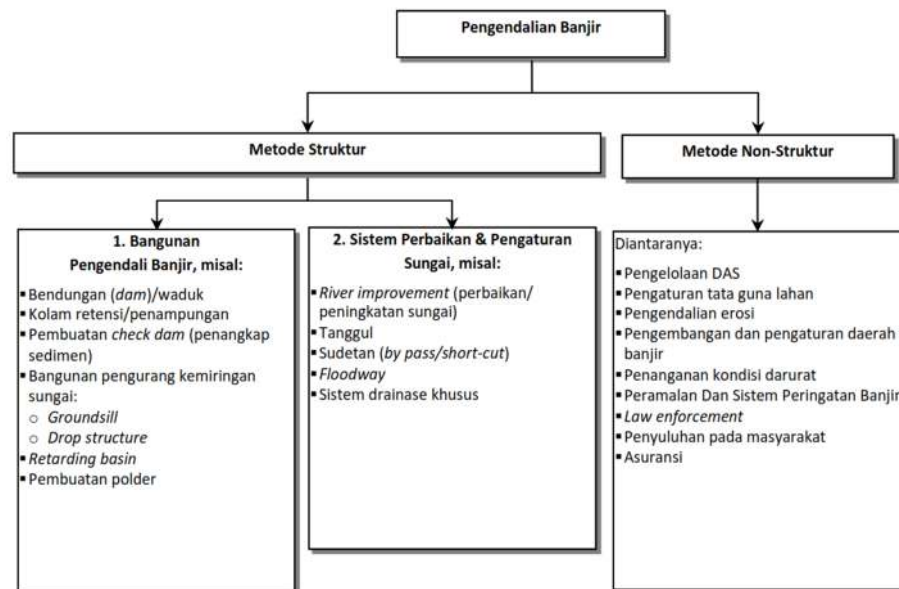 Pengendalian Banjir
Metode Struktur
Metode Non-Struktur
1. Bangunan
Pengendali Banjir, misal:
▪ Bendungan (dam)/waduk
▪ Kolam retensi/penampungan
▪ Pembuatan check dam (penangkap
sedimen)
▪ Bangunan pengurang kemiringan
sungai:
o Groundsill
o Drop structure
▪ Retarding basin
▪ Pembuatan polder
2. Sistem Perbaikan & Pengaturan
Sungai, misal:
▪ River improvement (perbaikan/
peningkatan sungai)
▪ Tanggul
▪ Sudetan (by pass/short-cut)
▪ Floodway
▪ Sistem drainase khusus
Diantaranya:
▪ Pengelolaan DAS
▪ Pengaturan tata guna lahan
▪ Pengendalian erosi
▪ Pengembangan dan pengaturan daerah
banjir
▪ Penanganan kondisi darurat
▪ Peramalan Dan Sistem Peringatan Banjir
▪ Law enforcement
▪ Penyuluhan pada masyarakat
▪ Asuransi